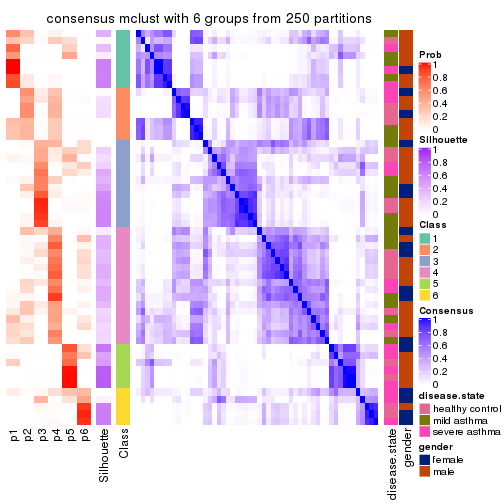 consensus mclust with 6 groups from 250 partitions
Prob
1
0.8
0.6
0.4
0.2
0
Silhouette
1
0.8
0.6
0.4
0.2
0
Class
1
2
3
4
5
6
Consensus
1
0.8
0.6
0.4
0.2
0
disease.state
healthy control
mild asthma
severe asthma
gender
female
male
p1
p2
p3
p4
p5
p6
Silhouette
Class
disease.state
gender